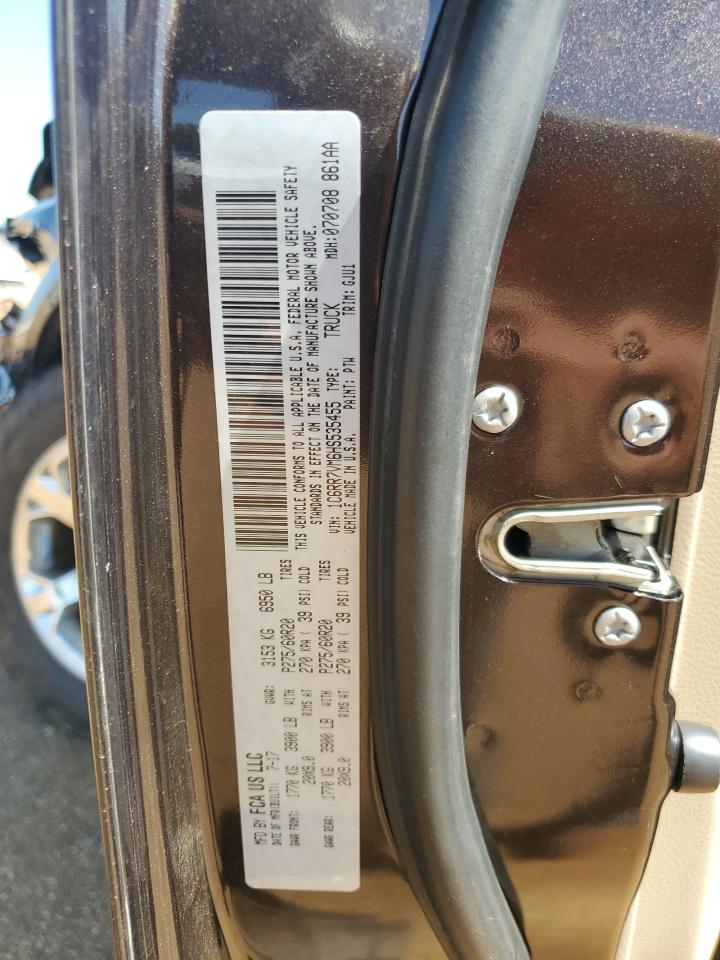 MFD BY FCA US LLC
DATE OF MFR(BUILT): 7-17 GVWR: 3153 KG 6950 LB
GAWR FRONT: 1770 KG 3900 LB WITH P275/60R20 TIRES
20X9.0 RIMS AT 270 KPA ( 39 PSI) COLD
GAWR REAR: 1770 KG 3900 LB WITH P275/60R20 TIRES
20X9.0 RIMS AT 270 KPA ( 39 PSI) COLD
THIS VEHICLE CONFORMS TO ALL APPLICABLE U.S.A. FEDERAL MOTOR VEHICLE SAFETY
STANDARDS IN EFFECT ON THE DATE OF MANUFACTURE SHOWN ABOVE.
VIN: 1C6RR7VM6HS535455 TYPE: TRUCK MDH: 070708 861AA
VEHICLE MADE IN U.S.A. PAINT: PTW TRIM: GJU1